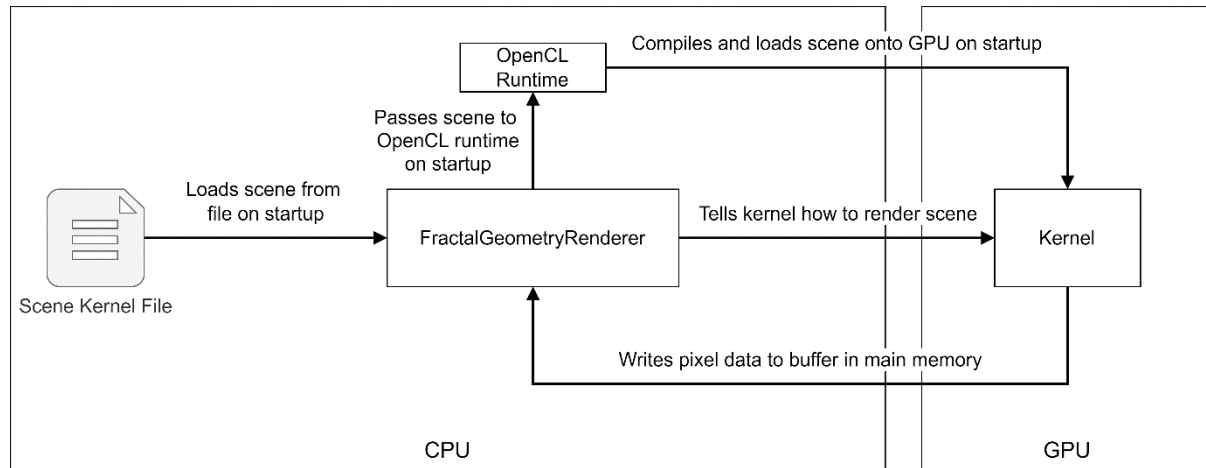 Compiles and loads scene onto GPU on startup
OpenCL
Runtime
Passes scene to
OpenCL runtime
on startup
Loads scene from
file on startup
Tells kernel how to render scene
FractalGeometryRenderer
Kernel
Scene Kernel File
Writes pixel data to buffer in main memory
CPU
GPU